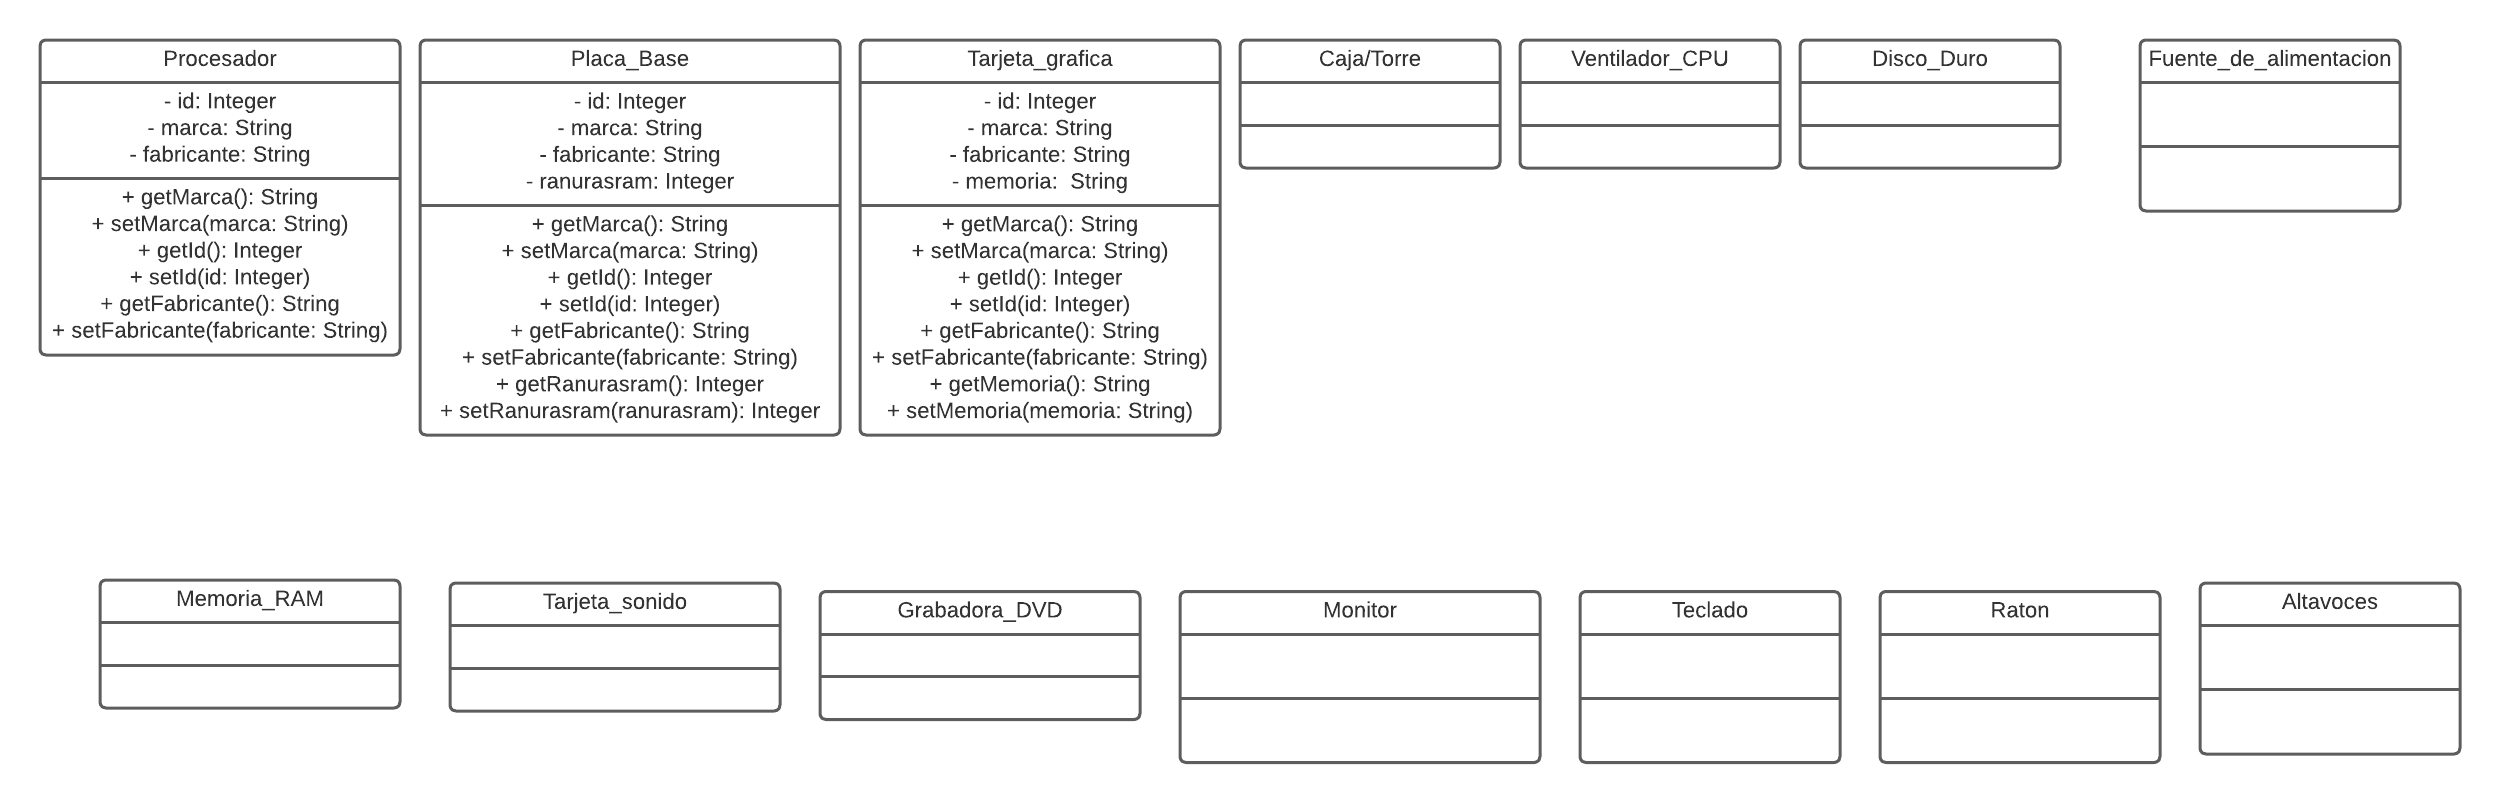 Procesador
- id: Integer
- marca: String
- fabricante: String
+ getMarca(): String
+ setMarca(marca: String)
+ getId(): Integer
+ setId(id: Integer)
+ getFabricante(): String
+ setFabricante(fabricante: String)
Placa_Base
- id: Integer
- marca: String
- fabricante: String
- ranurasram: Integer
+ getMarca(): String
+ setMarca(marca: String)
+ getId(): Integer
+ setId(id: Integer)
+ getFabricante(): String
+ setFabricante(fabricante: String)
+ getRanurasram(): Integer
+ setRanurasram(ranurasram): Integer
Tarjeta_grafica
- id: Integer
- marca: String
- fabricante: String
- memoria:  String
+ getMarca(): String
+ setMarca(marca: String)
+ getId(): Integer
+ setId(id: Integer)
+ getFabricante(): String
+ setFabricante(fabricante: String)
+ getMemoria(): String
+ setMemoria(memoria: String)
Caja/Torre
Ventilador_CPU
Disco_Duro
Fuente_de_alimentacion
Memoria_RAM
Tarjeta_sonido
Grabadora_DVD
Monitor
Teclado
Raton
Altavoces